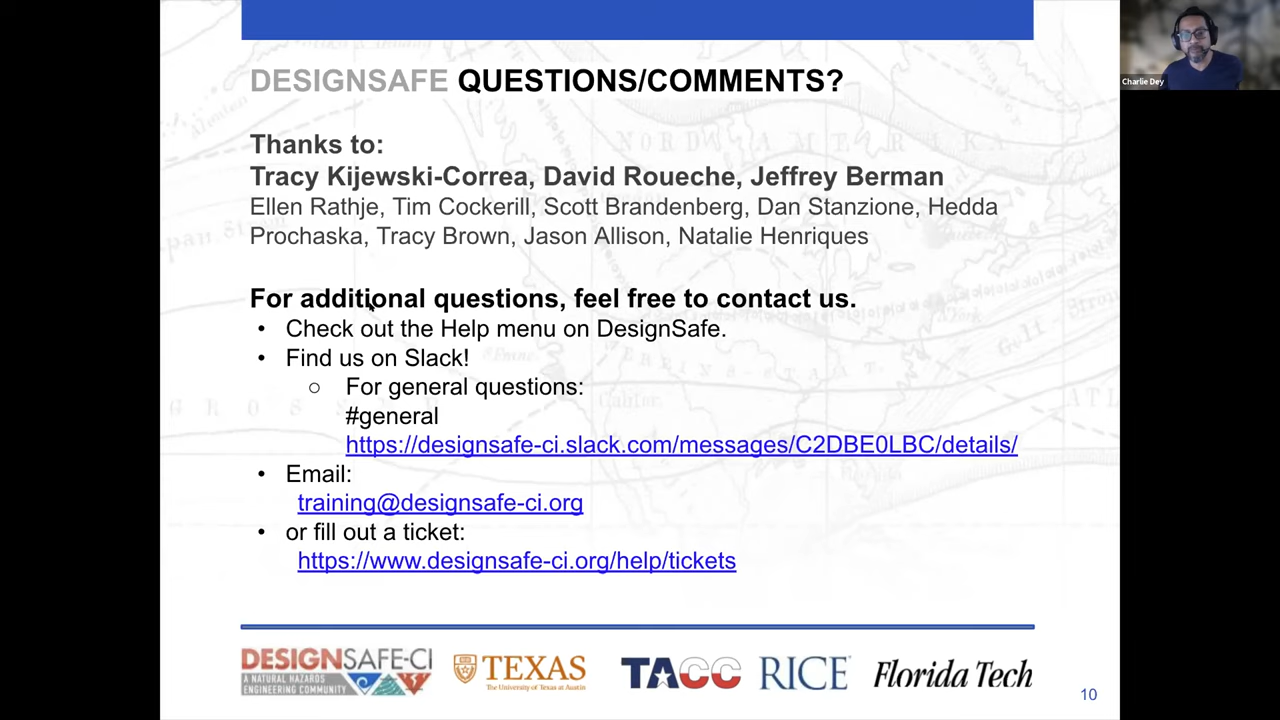 DESIGNSAFE QUESTIONS/COMMENTS?
Charlie Dey
Thanks to:
Tracy Kijewski-Correa, David Roueche, Jeffrey Berman
Ellen Rathje, Tim Cockerill, Scott Brandenberg, Dan Stanzione, Hedda
Prochaska, Tracy Brown, Jason Allison, Natalie Henriques
For additional questions, feel free to contact us.
• Check out the Help menu on DesignSafe.
• Find us on Slack!
○ For general questions:
#general
https://designsafe-ci.slack.com/messages/C2DBE0LBC/details/
• Email:
training@designsafe-ci.org
• or fill out a ticket:
https://www.designsafe-ci.org/help/tickets
DESIGNSAFE-CI
A NATURAL HAZARDS
ENGINEERING COMMUNITY
TEXAS
The University of Texas at Austin
TACC
RICE
Florida Tech
10